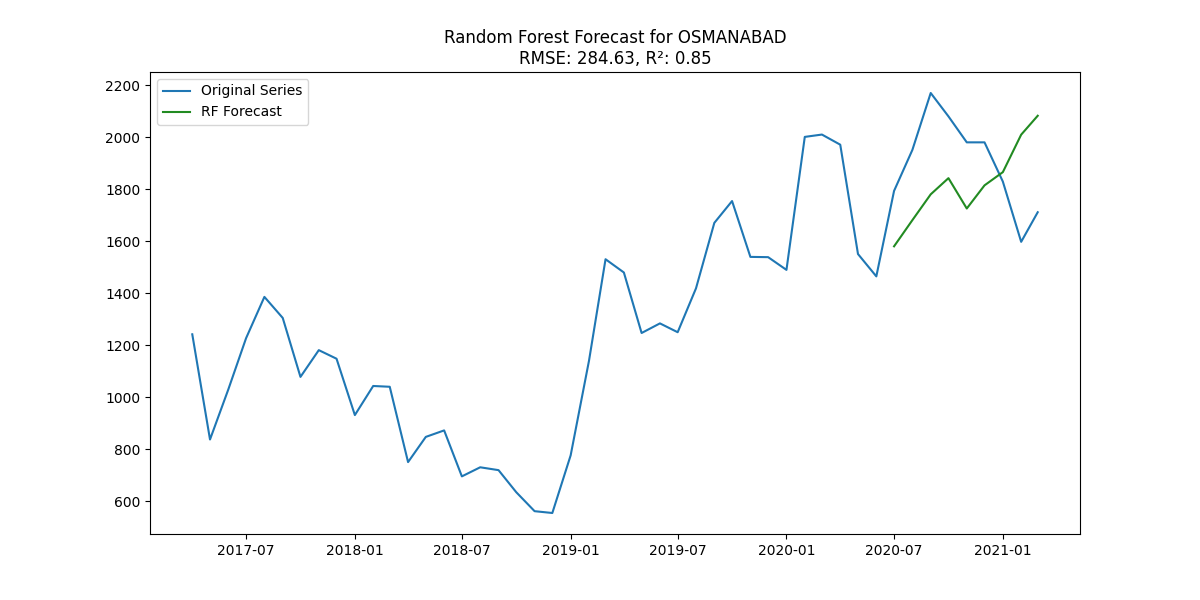 Random Forest Forecast for OSMANABAD
RMSE: 284.63, R²: 0.85
Original Series
RF Forecast
2200
2000
1800
1600
1400
1200
1000
800
600
2017-07 2018-01 2018-07 2019-01 2019-07 2020-01 2020-07 2021-01